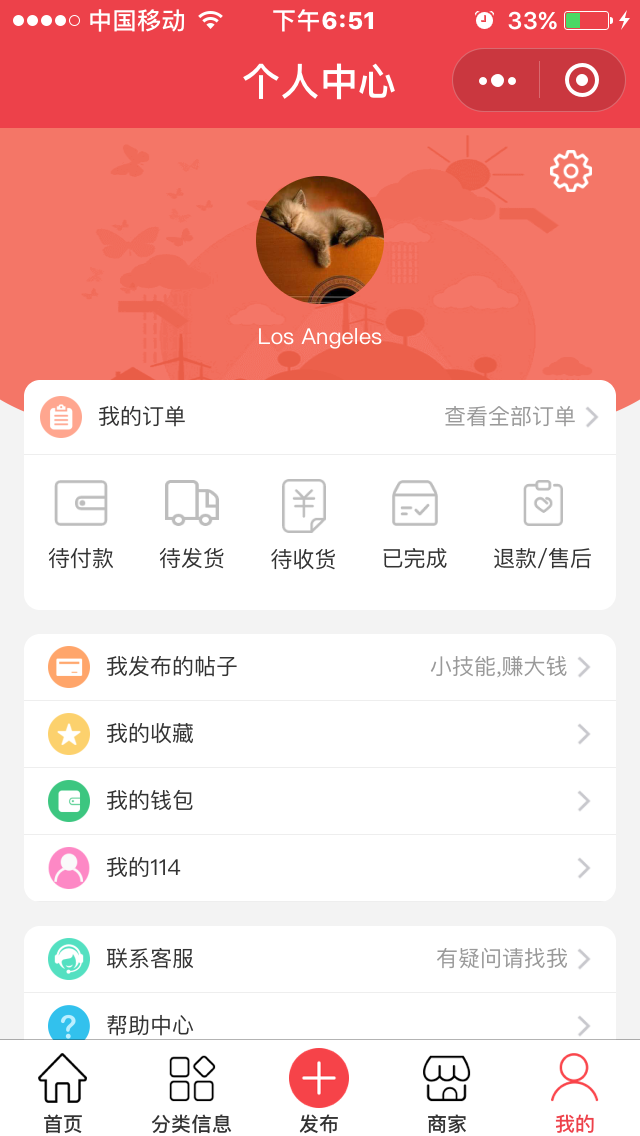 中国移动 下午6:51 33%
个人中心
Los Angeles
我的订单 查看全部订单
待付款 待发货 待收货 已完成 退款/售后
我发布的帖子 小技能,赚大钱
我的收藏
我的钱包
我的114
联系客服 有疑问请找我
帮助中心
首页 分类信息 发布 商家 我的